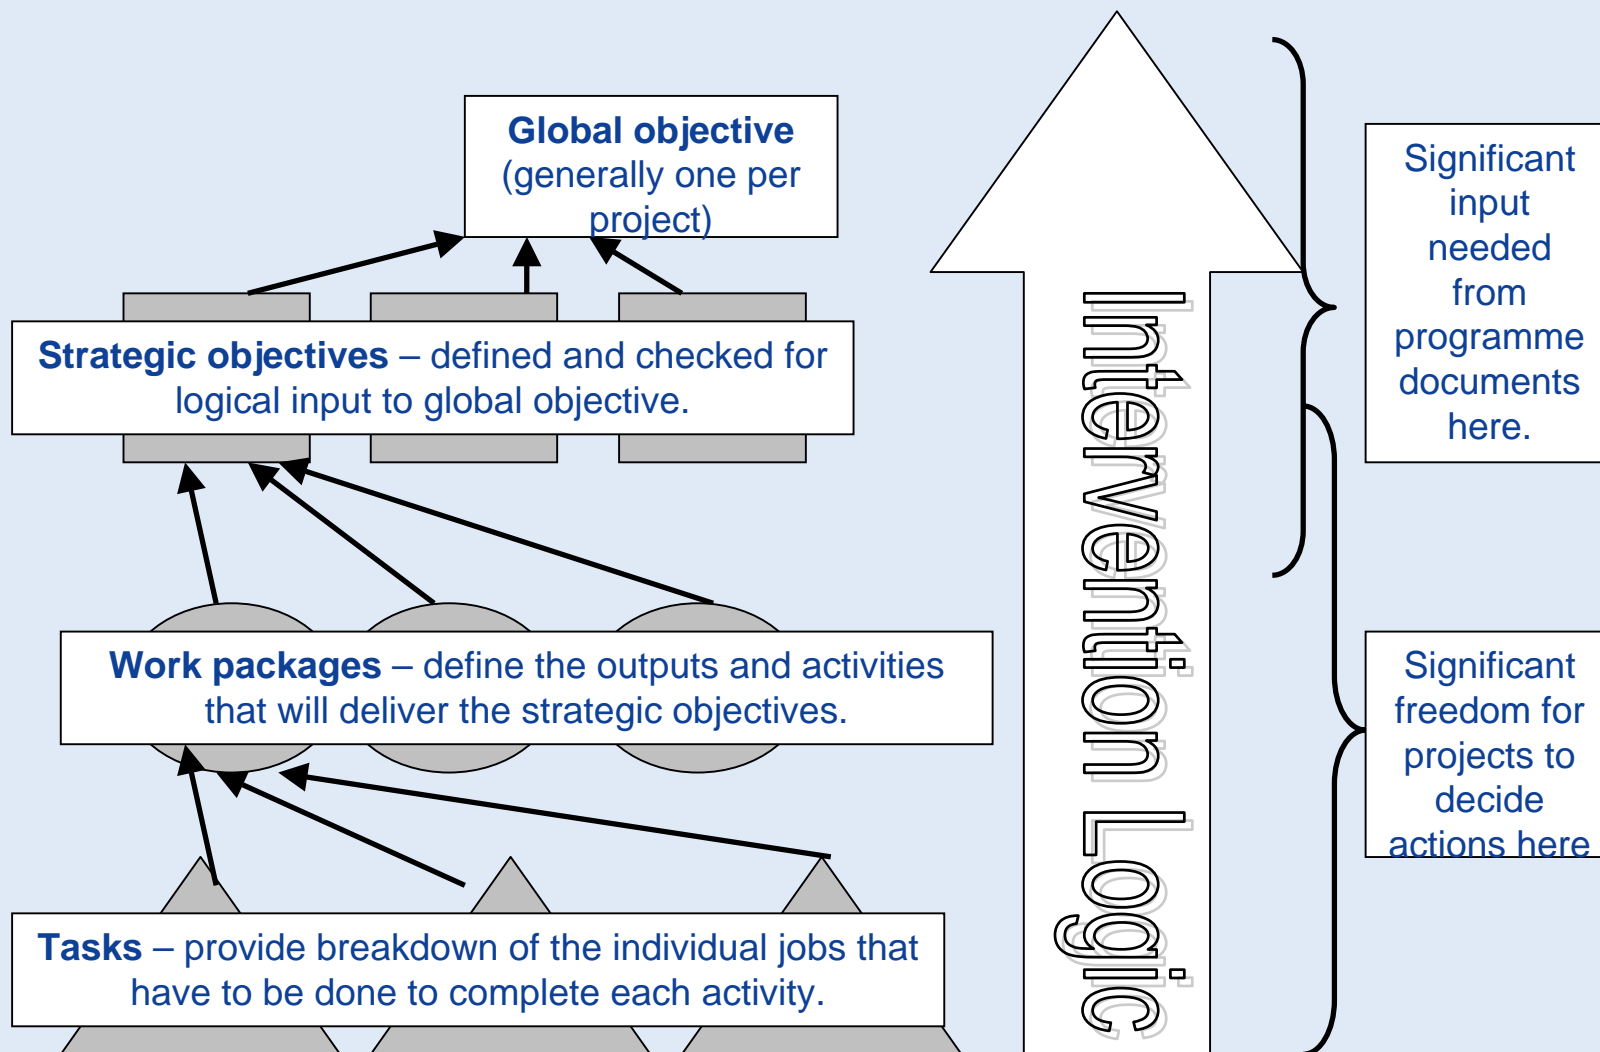 Global objective
(generally one per
project)
Strategic objectives – defined and checked for
logical input to global objective.
Work packages – define the outputs and activities
that will deliver the strategic objectives.
Tasks – provide breakdown of the individual jobs that
have to be done to complete each activity.
Intervention Logic
Significant
input
needed
from
programme
documents
here.
Significant
freedom for
projects to
decide
actions here